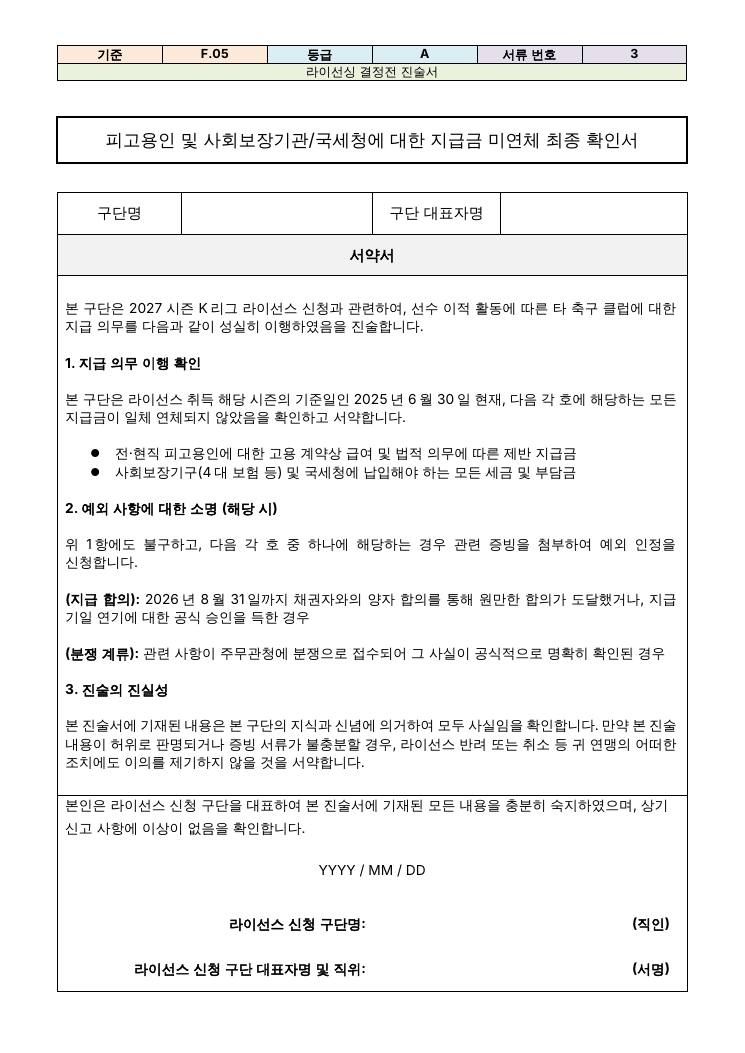 기준 F.05 등급 A 서류 번호 3
라이선싱 결정전 진술서
피고용인 및 사회보장기관/국세청에 대한 지급금 미연체 최종 확인서
구단명 구단 대표자명
서약서
본 구단은 2027 시즌 K리그 라이선스 신청과 관련하여, 선수 이적 활동에 따른 타 축구 클럽에 대한
지급 의무를 다음과 같이 성실히 이행하였음을 진술합니다.
1. 지급 의무 이행 확인
본 구단은 라이선스 취득 해당 시즌의 기준일인 2025년 6월 30일 현재, 다음 각 호에 해당하는 모든
지급금이 일체 연체되지 않았음을 확인하고 서약합니다.
● 전·현직 피고용인에 대한 고용 계약상 급여 및 법적 의무에 따른 제반 지급금
● 사회보장기구(4대 보험 등) 및 국세청에 납입해야 하는 모든 세금 및 부담금
2. 예외 사항에 대한 소명 (해당 시)
위 1항에도 불구하고, 다음 각 호 중 하나에 해당하는 경우 관련 증빙을 첨부하여 예외 인정을
신청합니다.
(지급 합의): 2026년 8월 31일까지 채권자와의 양자 합의를 통해 원만한 합의가 도달했거나, 지급
기일 연기에 대한 공식 승인을 득한 경우
(분쟁 계류): 관련 사항이 주무관청에 분쟁으로 접수되어 그 사실이 공식적으로 명확히 확인된 경우
3. 진술의 진실성
본 진술서에 기재된 내용은 본 구단의 지식과 신념에 의거하여 모두 사실임을 확인합니다. 만약 본 진술
내용이 허위로 판명되거나 증빙 서류가 불충분할 경우, 라이선스 반려 또는 취소 등 귀 연맹의 어떠한
조치에도 이의를 제기하지 않을 것을 서약합니다.
본인은 라이선스 신청 구단을 대표하여 본 진술서에 기재된 모든 내용을 충분히 숙지하였으며, 상기
신고 사항에 이상이 없음을 확인합니다.
YYYY / MM / DD
라이선스 신청 구단명: (직인)
라이선스 신청 구단 대표자명 및 직위: (서명)